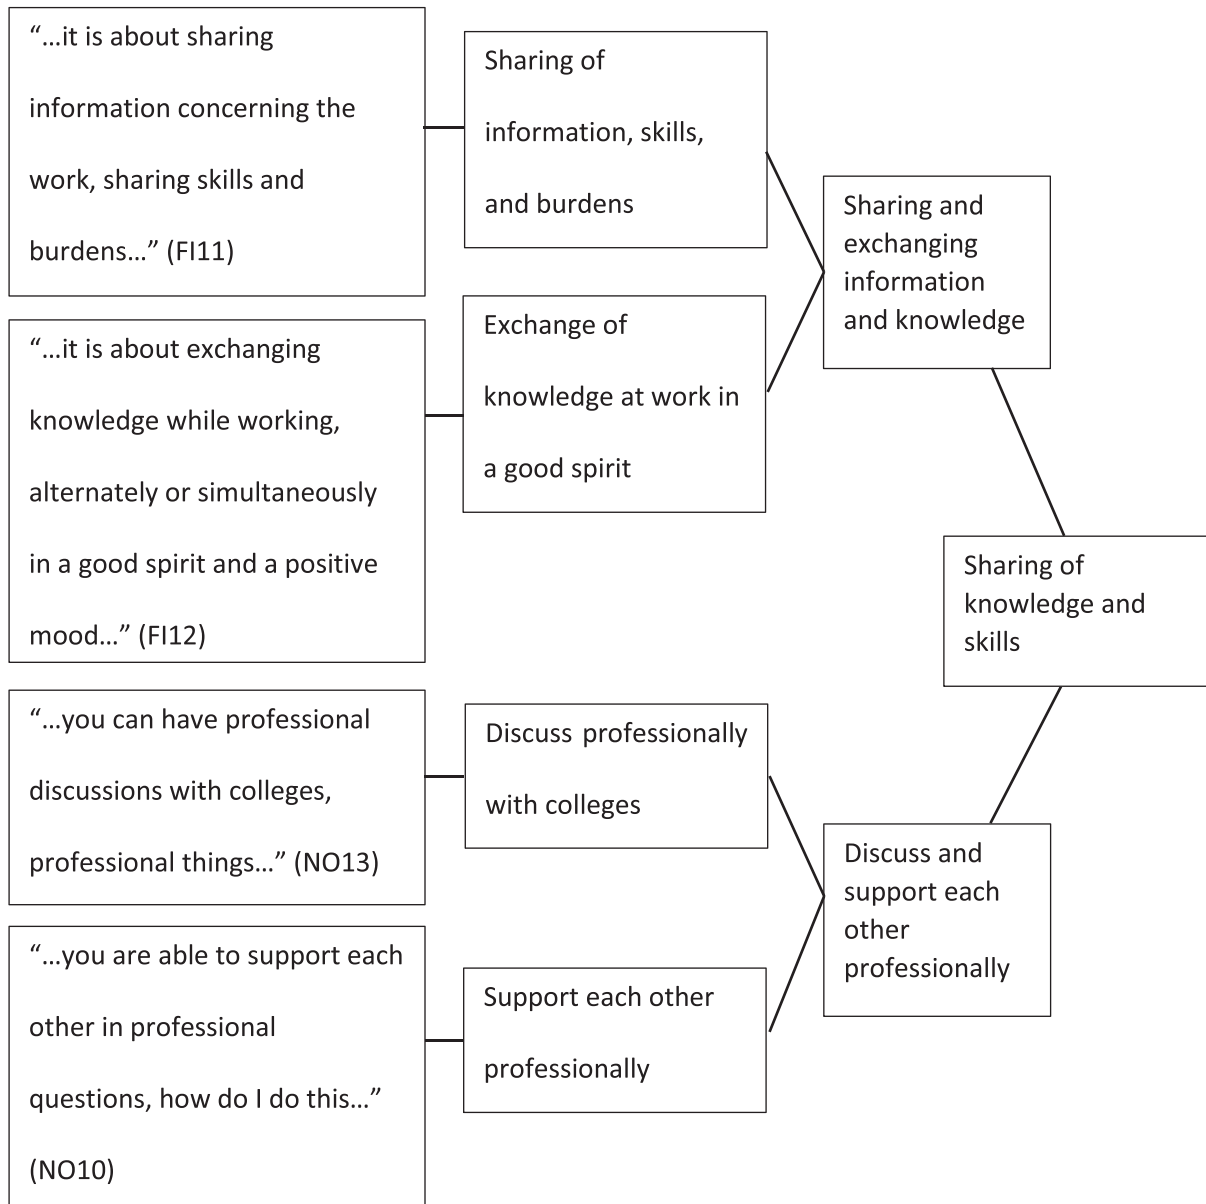 “…it is about sharing
information concerning the
work, sharing skills and
burdens…” (FI11)
Sharing of
information, skills,
and burdens
“…it is about exchanging
knowledge while working,
alternately or simultaneously
in a good spirit and a positive
mood…” (FI12)
Exchange of
knowledge at work in
a good spirit
Sharing and
exchanging
information
and knowledge
Sharing of
knowledge and
skills
“…you can have professional
discussions with colleges,
professional things…” (NO13)
Discuss professionally
with colleges
“…you are able to support each
other in professional
questions, how do I do this…”
(NO10)
Support each other
professionally
Discuss and
support each
other
professionally